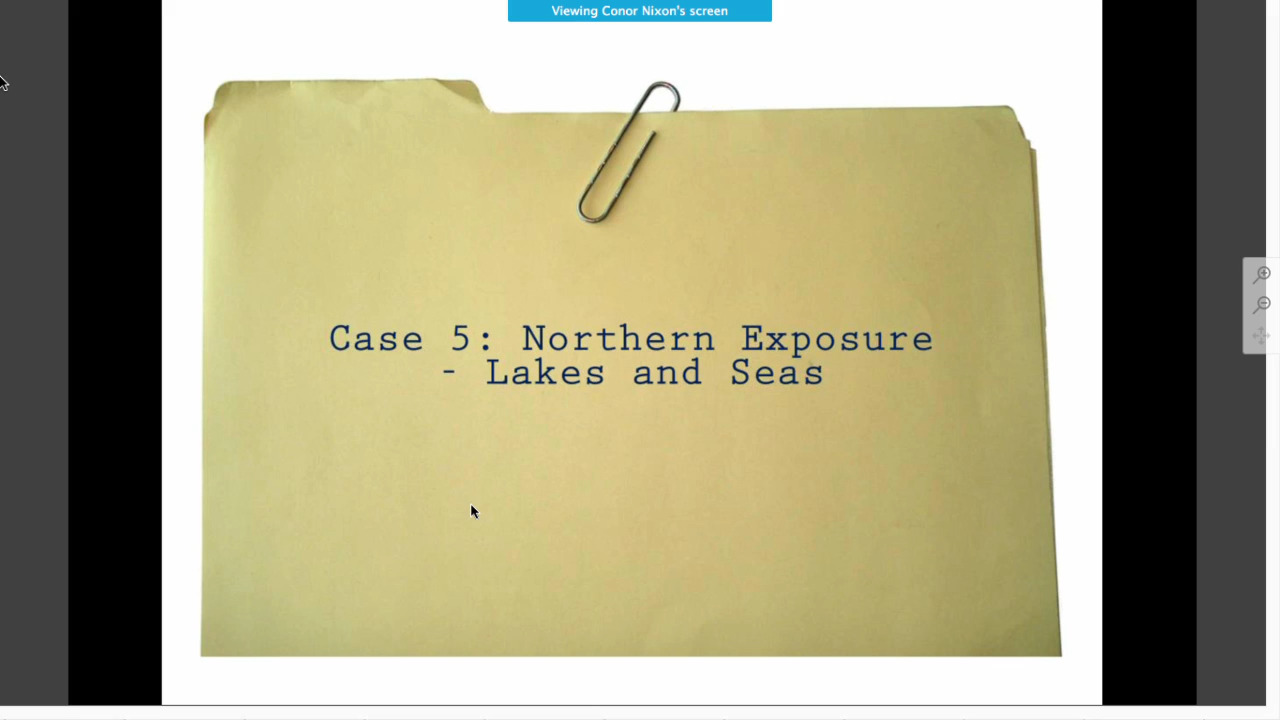 Viewing Conor Nixon's screen
Case 5: Northern Exposure
- Lakes and Seas